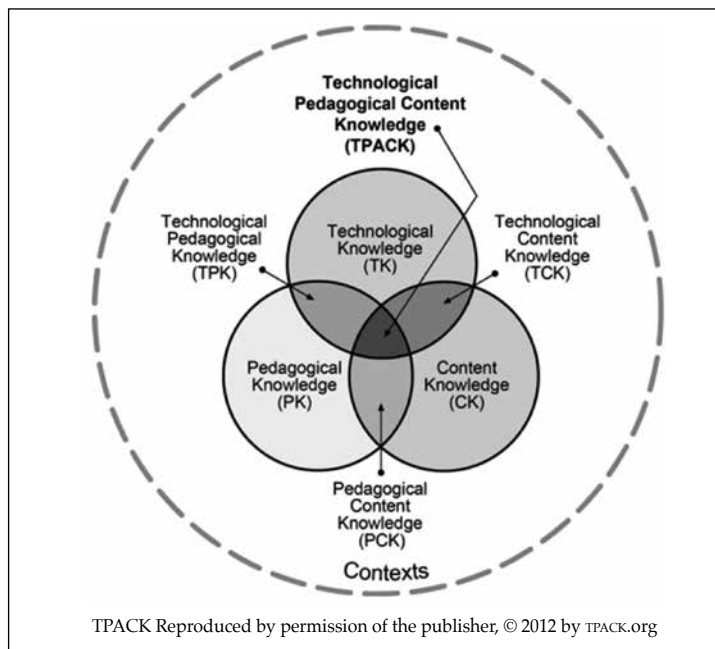 Technological
Pedagogical Content
Knowledge
(TPACK)
Technological
Pedagogical
Knowledge
(TPK)
Technological
Knowledge
(TK)
Technological
Content
Knowledge
(TCK)
Pedagogical
Knowledge
(PK)
Content
Knowledge
(CK)
Pedagogical
Content
Knowledge
(PCK)
Contexts
TPACK Reproduced by permission of the publisher, © 2012 by TPACK.org